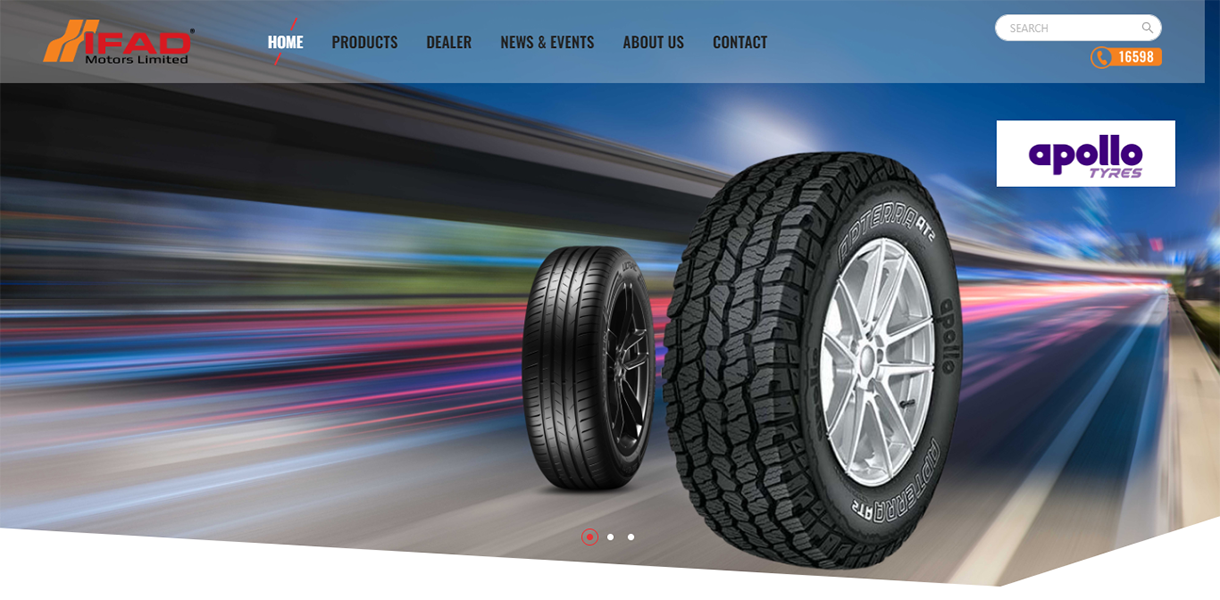 IFAD®
Motors Limited
HOME
PRODUCTS
DEALER
NEWS & EVENTS
ABOUT US
CONTACT
SEARCH
16598
apollo
TYRES
APTERRA AT2
apollo
APTERRA AT2